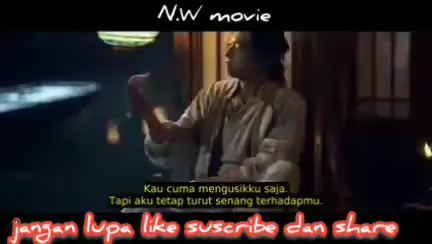 N.W movie
Kau cuma mengusikku saja.
Tapi aku tetap turut senang terhadapmu.
jangan lupa like suscribe dan share